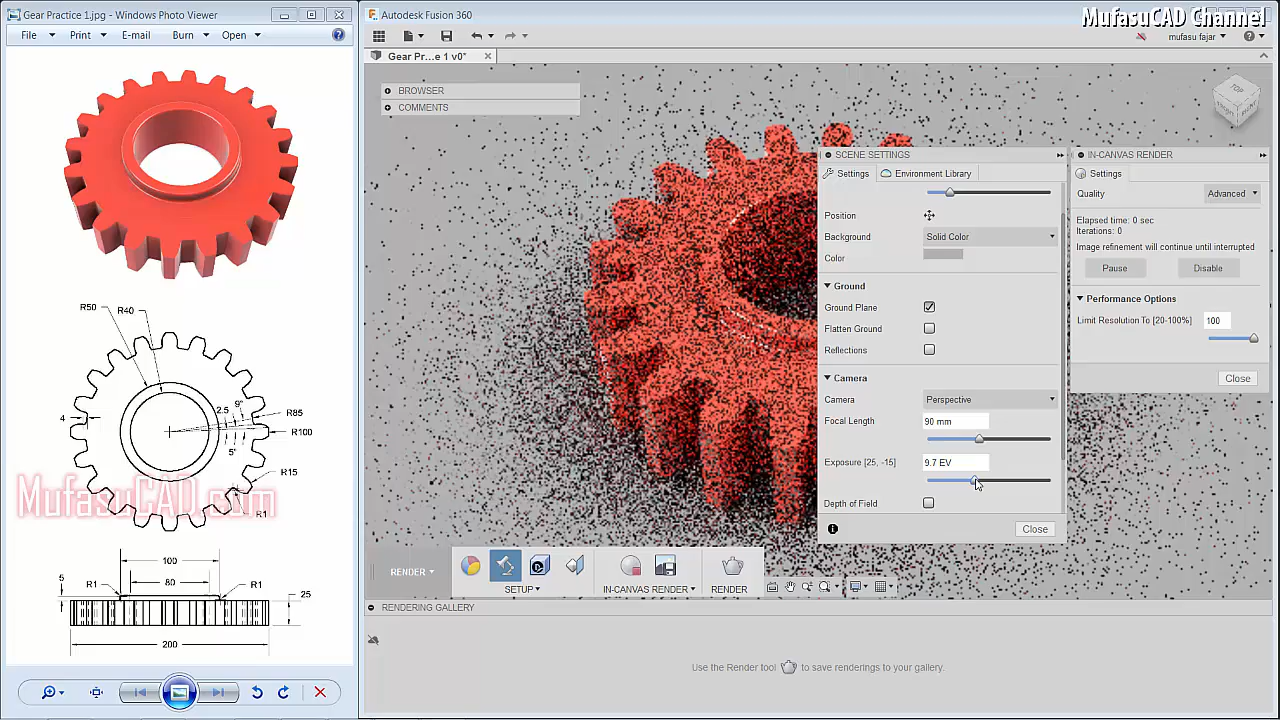 Gear Practice 1.jpg - Windows Photo Viewer
File
Print
E-mail
Burn
Open
R50
R40
2.5
9°
R85
4
R100
5°
R15
R1
MufasuCAD.com
100
5
R1
80
R1
25
200
Autodesk Fusion 360
MufasuCAD Channel
mufasu fajar
Gear Pr...e 1 v0*
BROWSER
COMMENTS
TOP
FRONT
SCENE SETTINGS
Settings
Environment Library
Position
Background
Solid Color
Color
Ground
Ground Plane
Flatten Ground
Reflections
Camera
Camera
Perspective
Focal Length
90 mm
Exposure [25, -15]
9.7 EV
Depth of Field
Close
IN-CANVAS RENDER
Settings
Quality
Advanced
Elapsed time: 0 sec
Iterations: 0
Image refinement will continue until interrupted
Pause
Disable
Performance Options
Limit Resolution To [20-100%]
100
Close
RENDER
SETUP
IN-CANVAS RENDER
RENDER
RENDERING GALLERY
Use the Render tool to save renderings to your gallery.